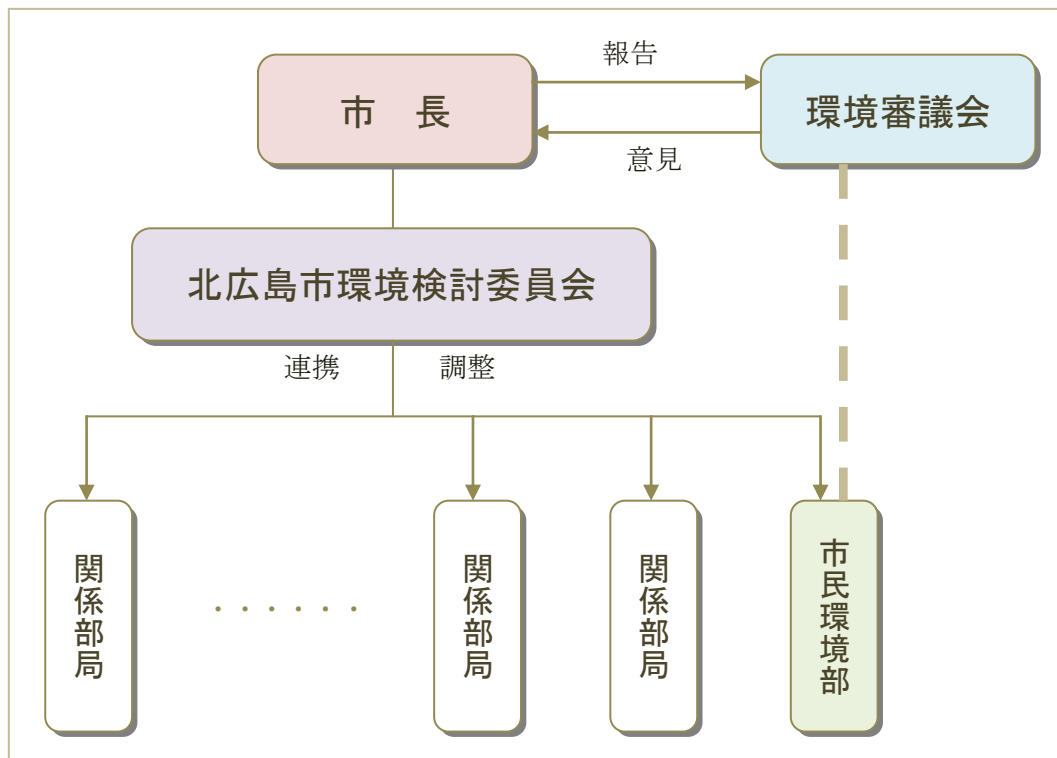 報告
市　長
環境審議会
意見
北広島市環境検討委員会
連携
調整
関係部局
・・・・・・
関係部局
関係部局
市民環境部